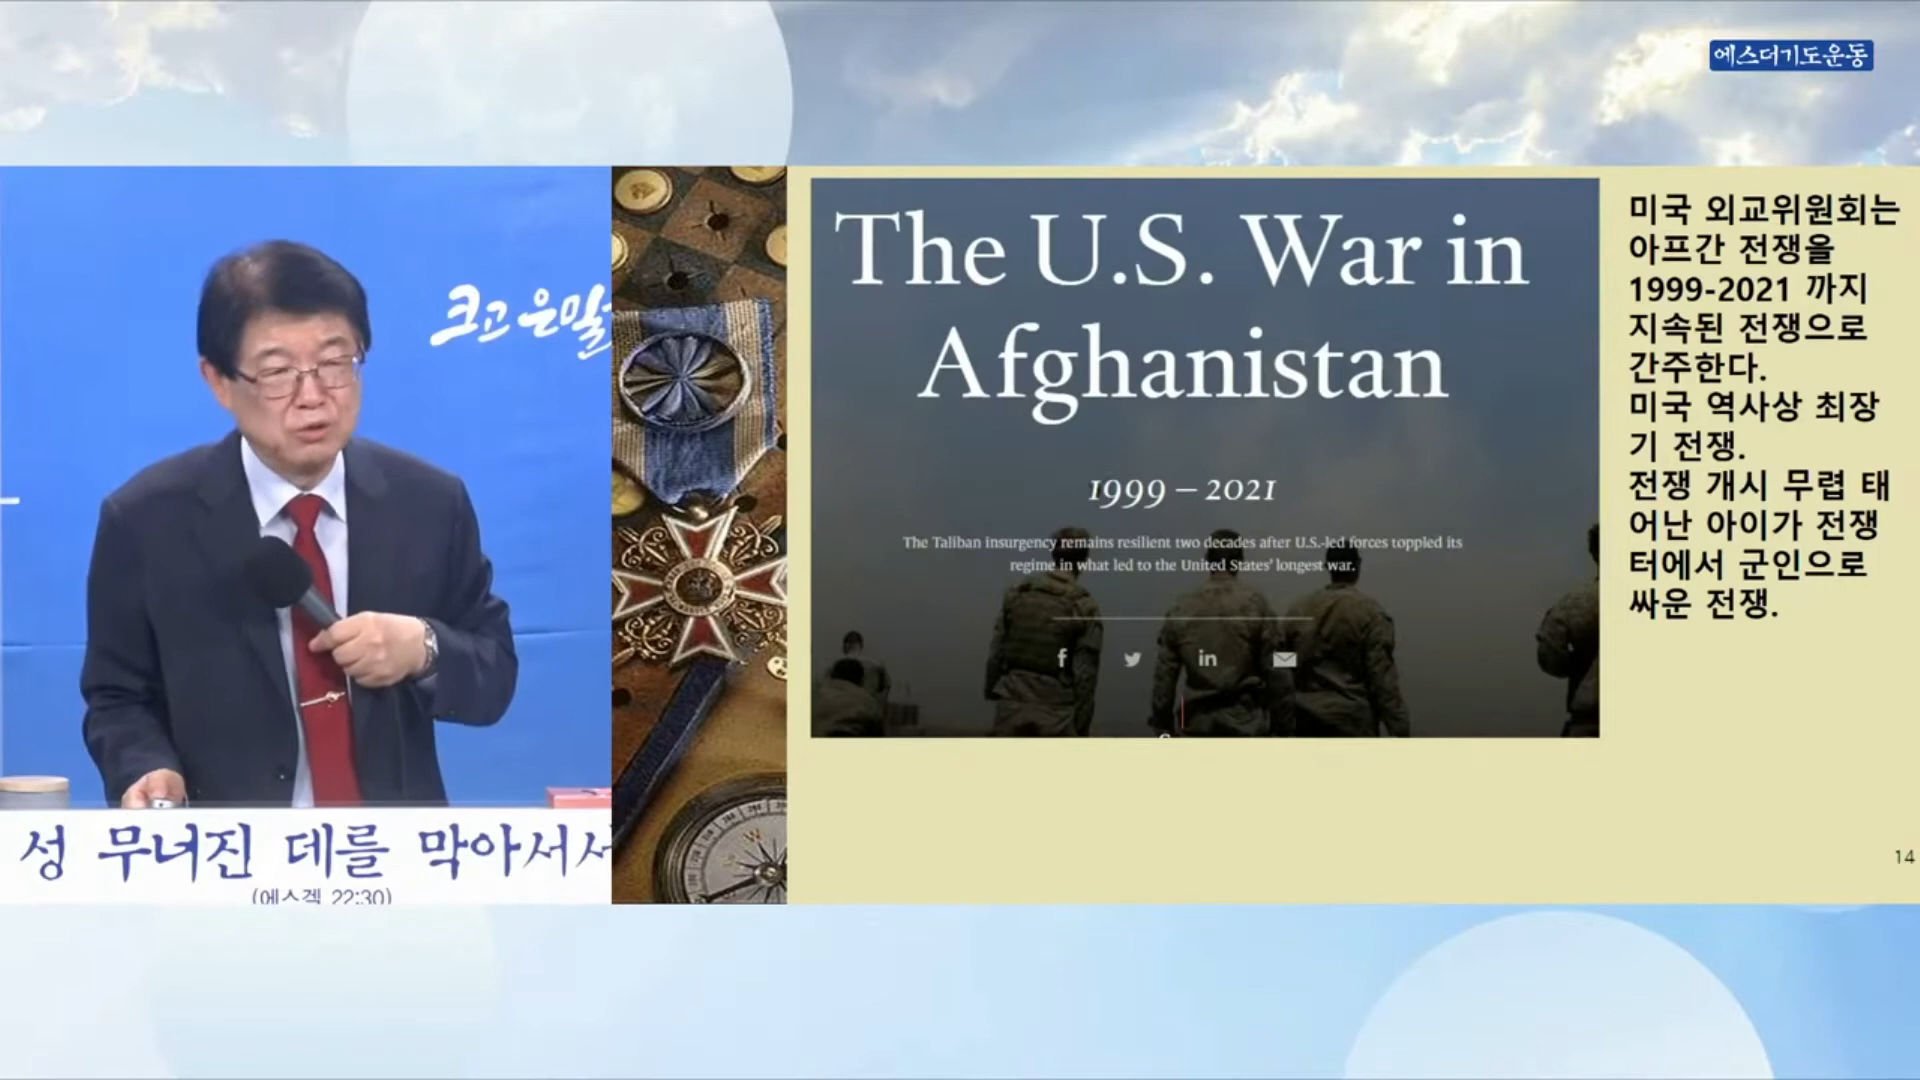 에스더기도운동
크고 은밀한
성 무너진 데를 막아서서
(에스겔 22:30)
The U.S. War in
Afghanistan
1999 – 2021
The Taliban insurgency remains resilient two decades after U.S.-led forces toppled its
regime in what led to the United States' longest war.
미국 외교위원회는
아프간 전쟁을
1999-2021 까지
지속된 전쟁으로
간주한다.
미국 역사상 최장
기 전쟁.
전쟁 개시 무렵 태
어난 아이가 전쟁
터에서 군인으로
싸운 전쟁.
14